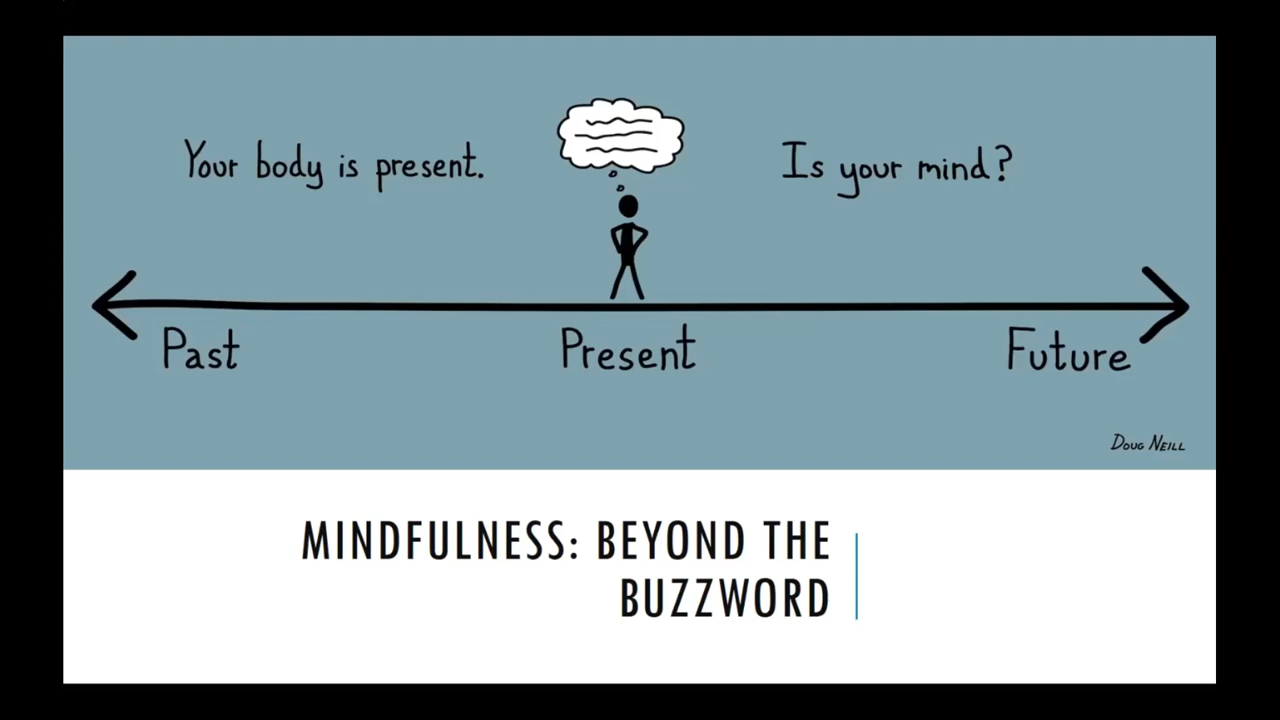 Your body is present.
Is your mind?
Past
Present
Future
DOUG NEILL
MINDFULNESS: BEYOND THE
BUZZWORD